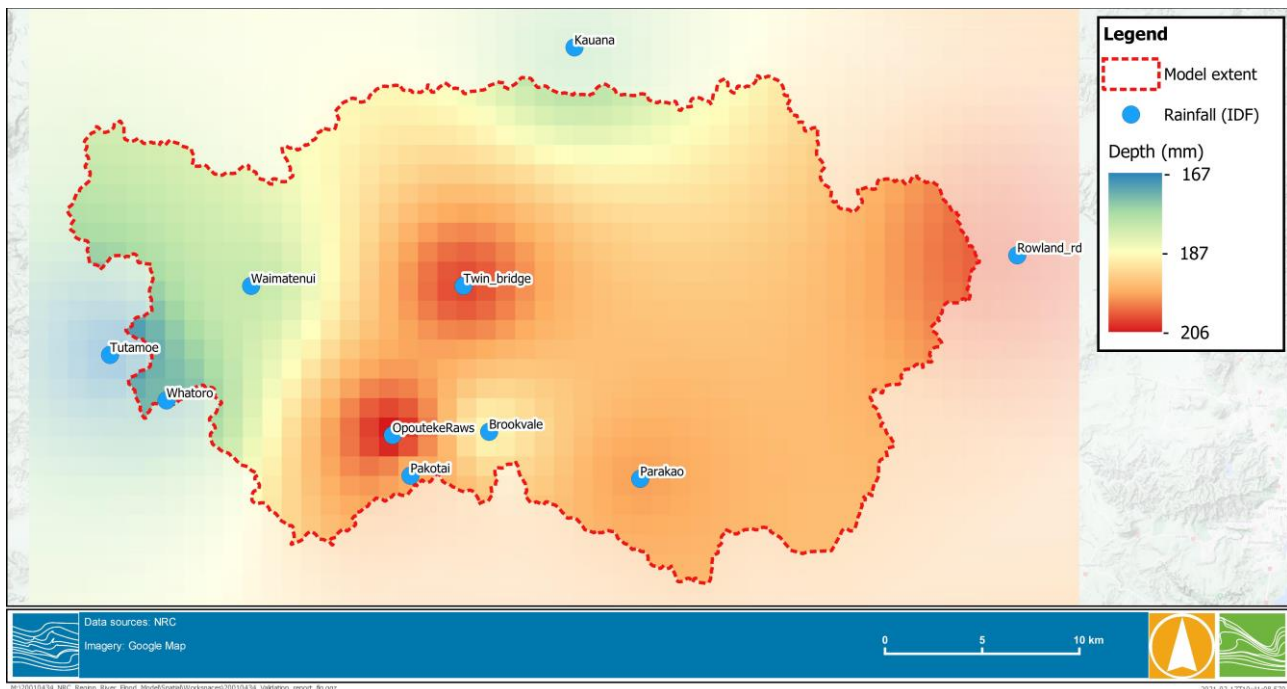 Kauana
Legend
Model extent
Rainfall (IDF)
Depth (mm)
- 167
- 187
- 206
Rowland_rd
Waimatenui
Twin_bridge
Tutamoe
Whatoro
OpoutekeRaws
Brookvale
Pakotai
Parakao
Data sources: NRC
Imagery: Google Map
0 5 10 km